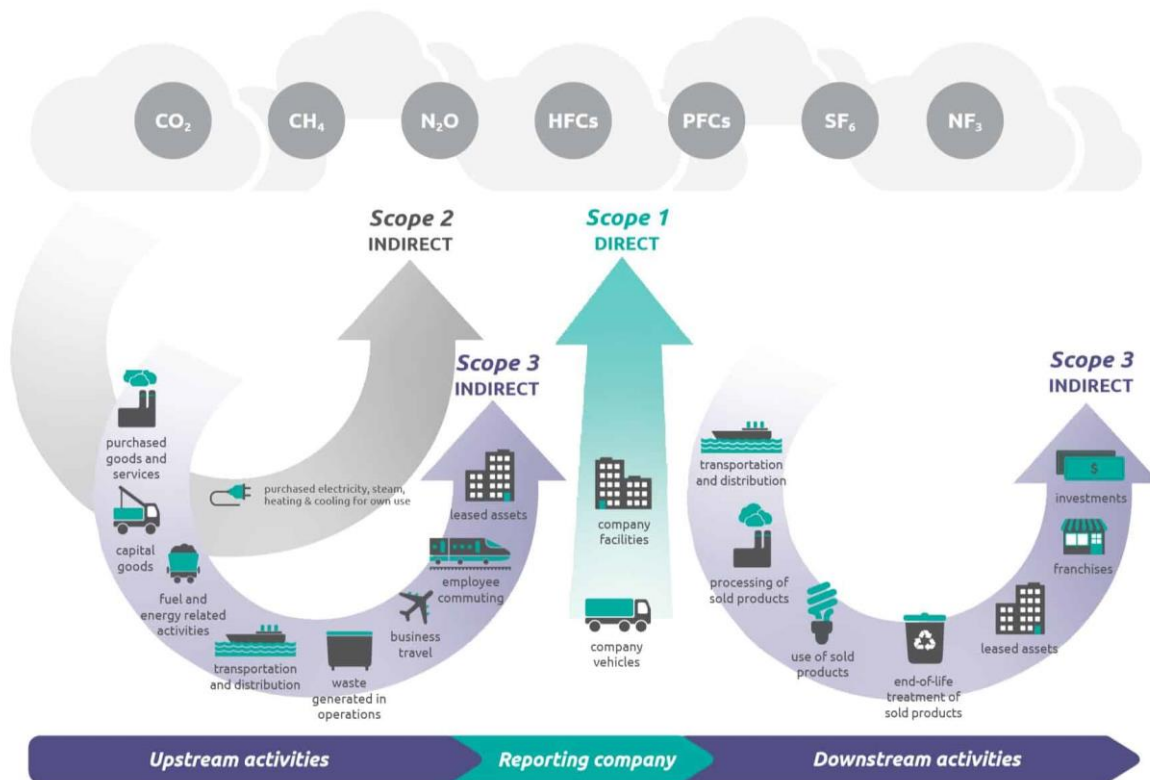 CO₂ CH₄ N₂O HFCs PFCs SF₆ NF₃
Scope 2
INDIRECT
Scope 1
DIRECT
Scope 3
INDIRECT
Scope 3
INDIRECT
purchased
goods and
services
capital
goods
fuel and
energy related
activities
transportation
and distribution
waste
generated in
operations
business
travel
employee
commuting
leased assets
purchased electricity, steam,
heating & cooling for own use
company
facilities
company
vehicles
transportation
and distribution
processing of
sold products
use of sold
products
end-of-life
treatment of
sold products
leased assets
franchises
$
investments
Upstream activities
Reporting company
Downstream activities